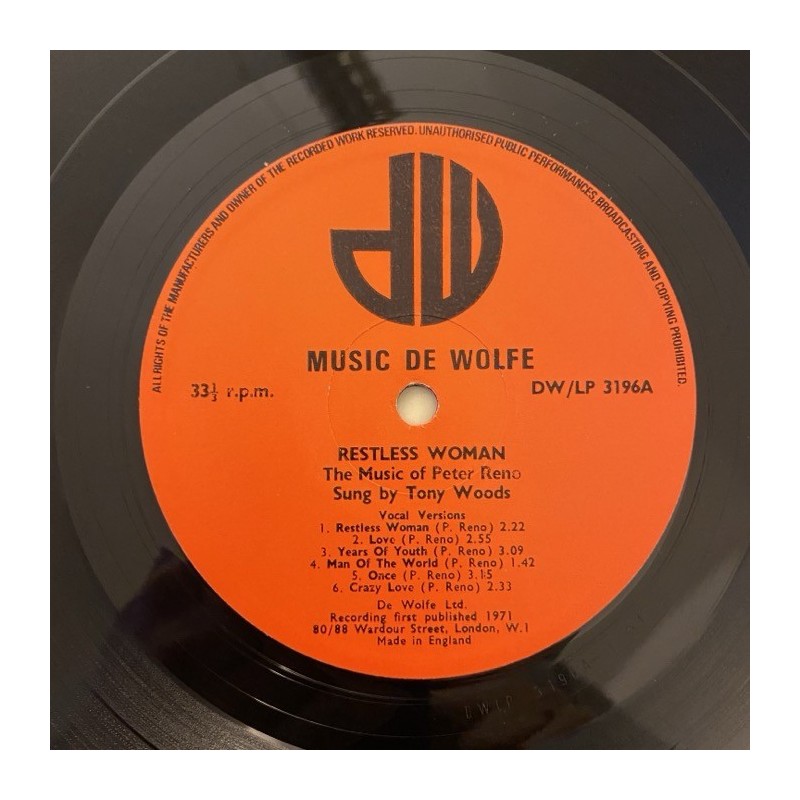 ALL RIGHTS OF THE MANUFACTURERS AND OWNER OF THE RECORDED WORK RESERVED. UNAUTHORISED PUBLIC PERFORMANCES, BROADCASTING AND COPYING PROHIBITED.
dW
MUSIC DE WOLFE
33⅓ r.p.m. DW/LP 3196A
RESTLESS WOMAN
The Music of Peter Reno
Sung by Tony Woods
Vocal Versions
1. Restless Woman (P. Reno) 2.22
2. Love (P. Reno) 2.55
3. Years Of Youth (P. Reno) 3.09
4. Man Of The World (P. Reno) 1.42
5. Once (P. Reno) 3.15
6. Crazy Love (P. Reno) 2.33
De Wolfe Ltd.
Recording first published 1971
80/88 Wardour Street, London, W.1
Made in England